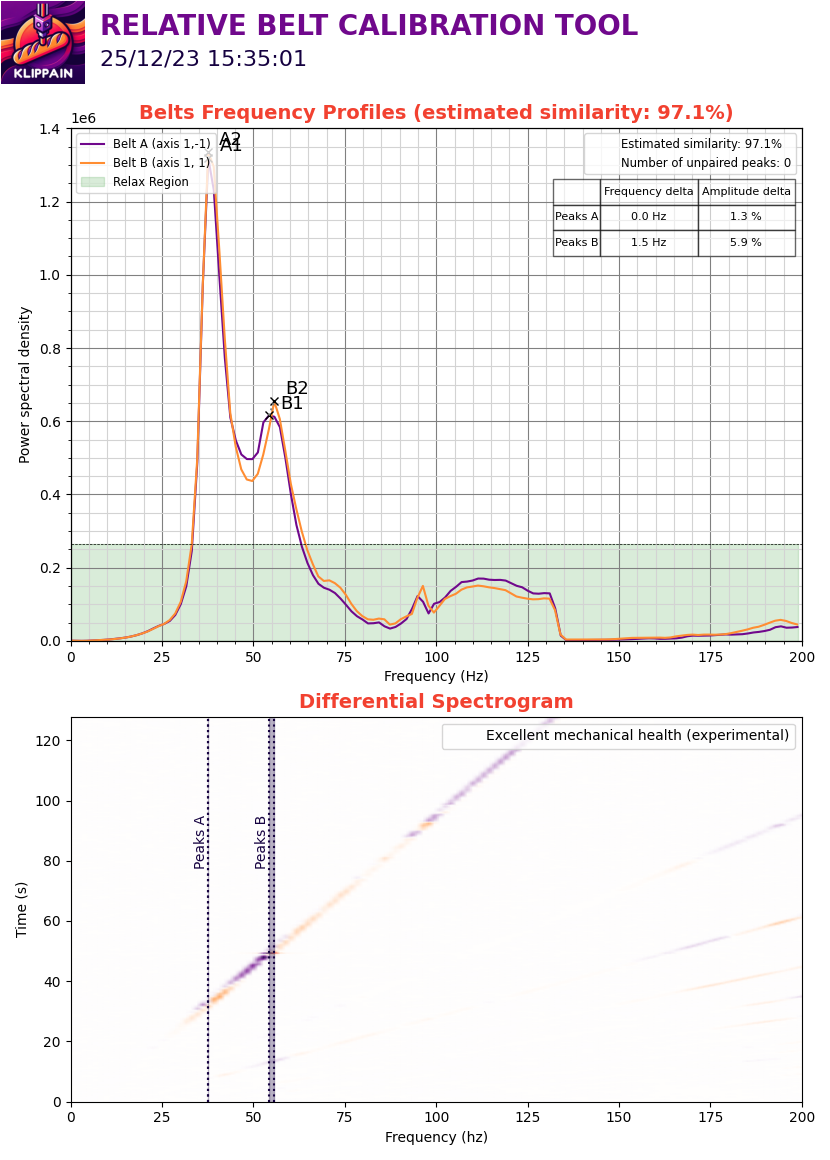 RELATIVE BELT CALIBRATION TOOL
25/12/23 15:35:01
KLIPPAIN
Belts Frequency Profiles (estimated similarity: 97.1%)
1e6
Belt A (axis 1,-1)
Belt B (axis 1, 1)
Relax Region
A2
A1
Estimated similarity: 97.1%
Number of unpaired peaks: 0
Frequency delta Amplitude delta
Peaks A 0.0 Hz 1.3 %
Peaks B 1.5 Hz 5.9 %
B2
B1
Power spectral density
1.4
1.2
1.0
0.8
0.6
0.4
0.2
0.0
0 25 50 75 100 125 150 175 200
Frequency (Hz)
Differential Spectrogram
Excellent mechanical health (experimental)
Peaks A
Peaks B
Time (s)
120
100
80
60
40
20
0
0 25 50 75 100 125 150 175 200
Frequency (hz)